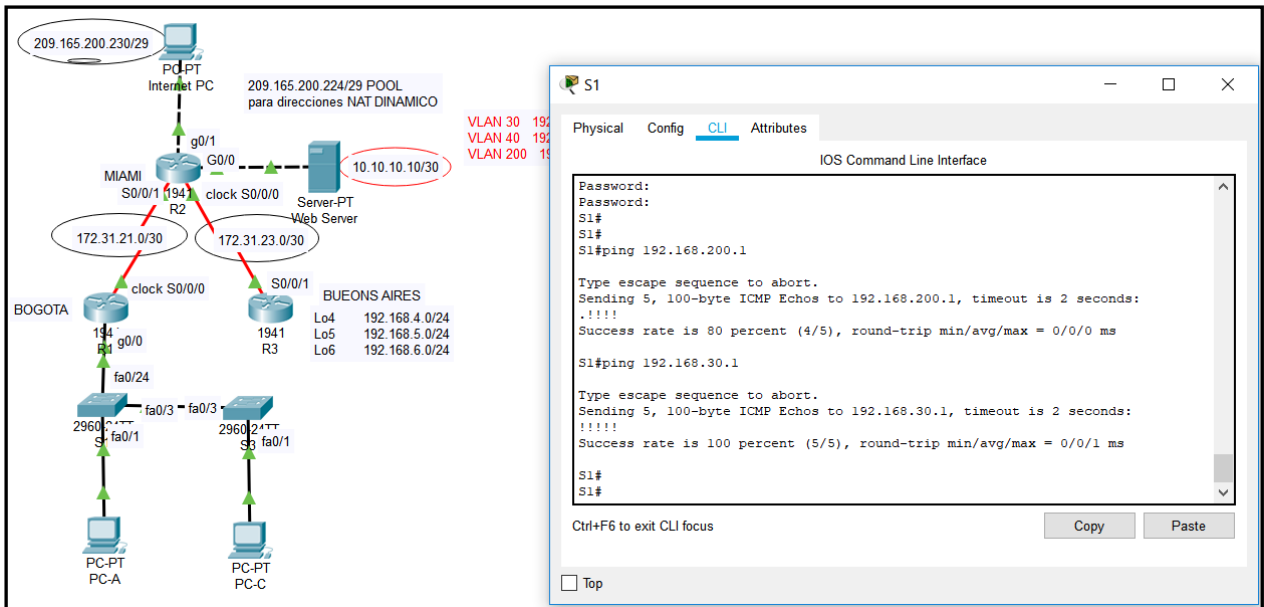 209.165.200.230/29
PC-PT
Internet PC
209.165.200.224/29 POOL
para direcciones NAT DINAMICO
VLAN 30 192
VLAN 40 192
VLAN 200 19
g0/1
G0/0
MIAMI
S0/0/1
1941
clock S0/0/0
R2
Server-PT
Web Server
10.10.10.10/30
172.31.21.0/30
172.31.23.0/30
clock S0/0/0
S0/0/1
BOGOTA
BUEONS AIRES
Lo4 192.168.4.0/24
Lo5 192.168.5.0/24
Lo6 192.168.6.0/24
g0/0
R1
1941
R3
fa0/24
fa0/3
fa0/3
fa0/1
fa0/1
PC-PT
PC-A
PC-PT
PC-C
S1
Physical Config CLI Attributes
IOS Command Line Interface
Password:
Password:
S1#
S1#
S1#ping 192.168.200.1
Type escape sequence to abort.
Sending 5, 100-byte ICMP Echos to 192.168.200.1, timeout is 2 seconds:
.!!!!
Success rate is 80 percent (4/5), round-trip min/avg/max = 0/0/0 ms
S1#ping 192.168.30.1
Type escape sequence to abort.
Sending 5, 100-byte ICMP Echos to 192.168.30.1, timeout is 2 seconds:
!!!!!
Success rate is 100 percent (5/5), round-trip min/avg/max = 0/0/1 ms
S1#
S1#
Ctrl+F6 to exit CLI focus
Copy
Paste
Top